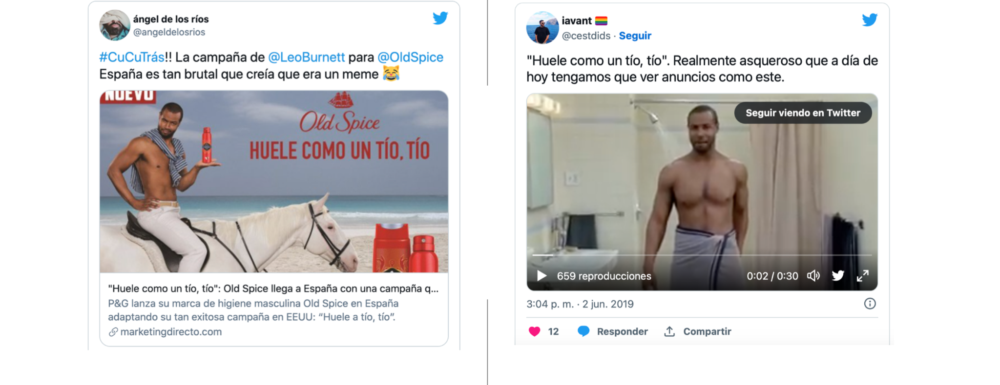 ángel de los ríos
@angeldelosrios
#CuCuTrás!! La campaña de @LeoBurnett para @OldSpice
España es tan brutal que creía que era un meme 😹
NUEVO
Old Spice
HUELE COMO UN TÍO, TÍO
"Huele como un tío, tío": Old Spice llega a España con una campaña q...
P&G lanza su marca de higiene masculina Old Spice en España
adaptando su tan exitosa campaña en EEUU: “Huele a tío, tío”.
marketingdirecto.com
iavant 🏳️‍🌈
@cestdids · Seguir
"Huele como un tío, tío". Realmente asqueroso que a día de
hoy tengamos que ver anuncios como este.
Seguir viendo en Twitter
659 reproducciones
0:02 / 0:30
3:04 p. m. · 2 jun. 2019
12
Responder
Compartir